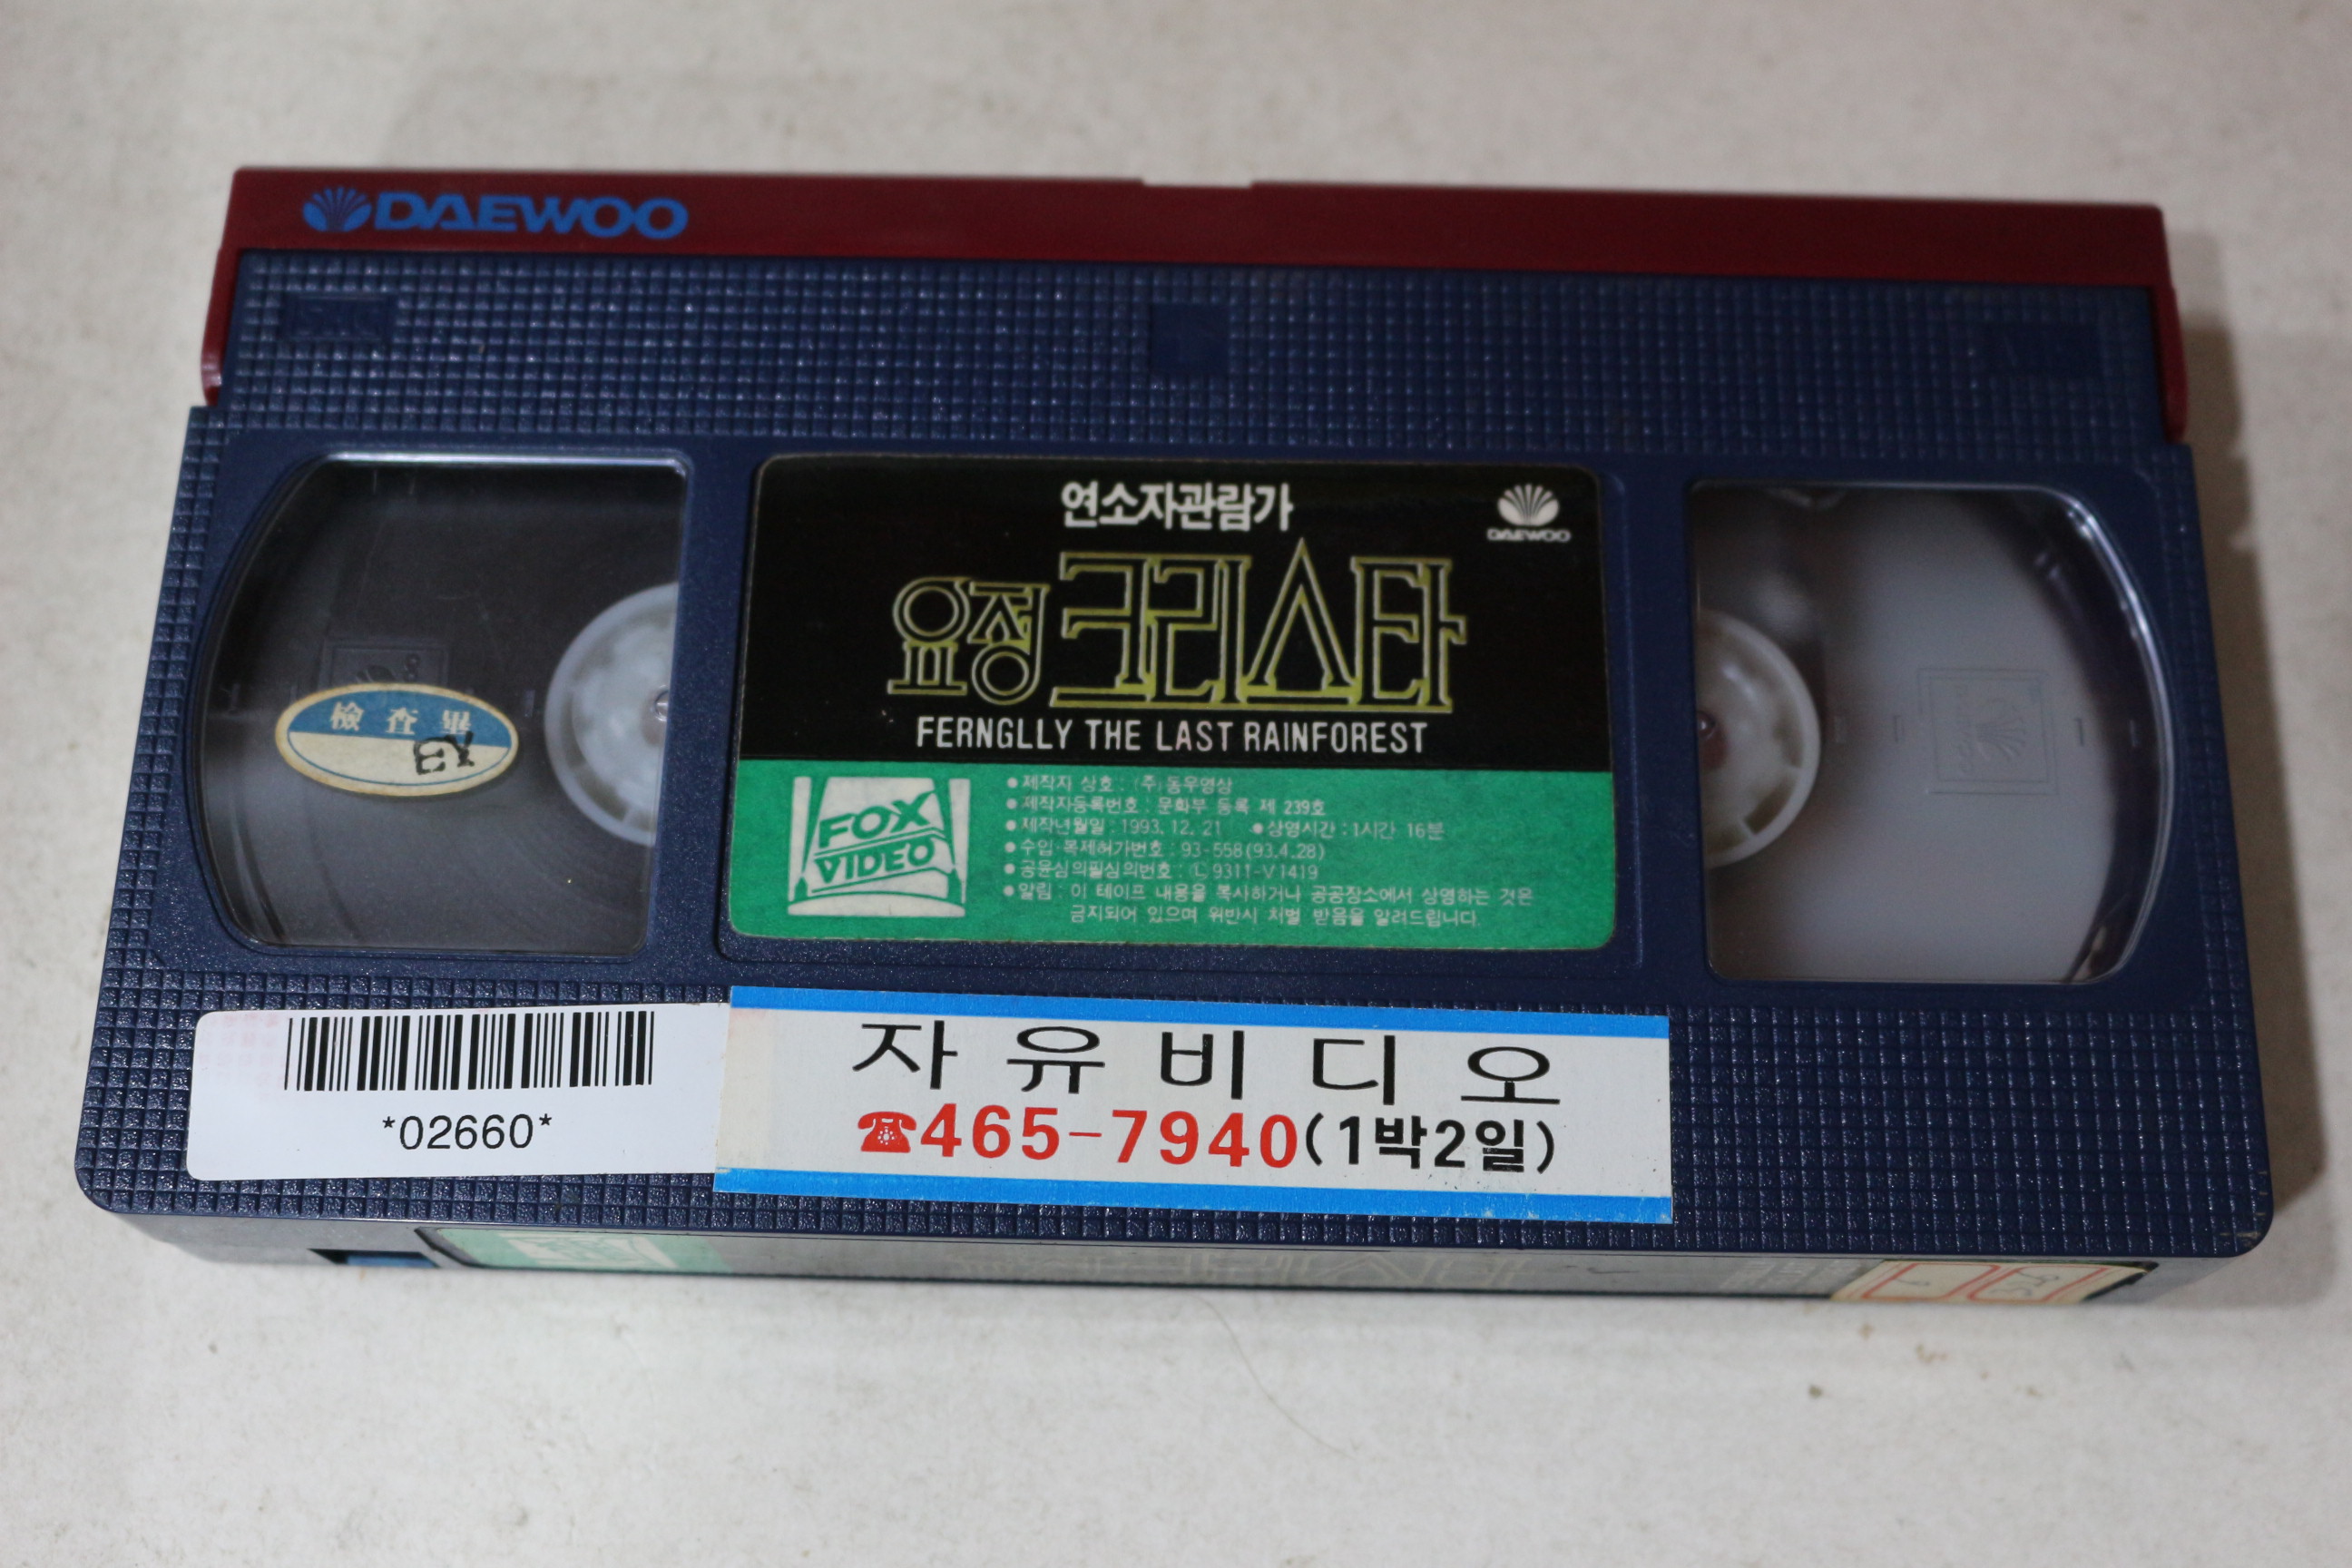 DAEWOO
연소자관람가
DAEWOO
요정 크리스타
FERNGLLY THE LAST RAINFOREST
檢査畢
EY
FOX
VIDEO
● 제작자 상호 : (주)동우영상
● 제작자등록번호 : 문화부 등록 제 239호
● 제작년월일 : 1993. 12. 21 ● 상영시간 : 1시간 16분
● 수입·복제허가번호 : 93-558(93.4.28)
● 공윤심의필심의번호 : Ⓛ9311-V1419
● 알림 : 이 테이프 내용을 복사하거나 공공장소에서 상영하는 것은
금지되어 있으며 위반시 처벌 받음을 알려드립니다.
*02660*
자유비디오
☎465-7940(1박2일)